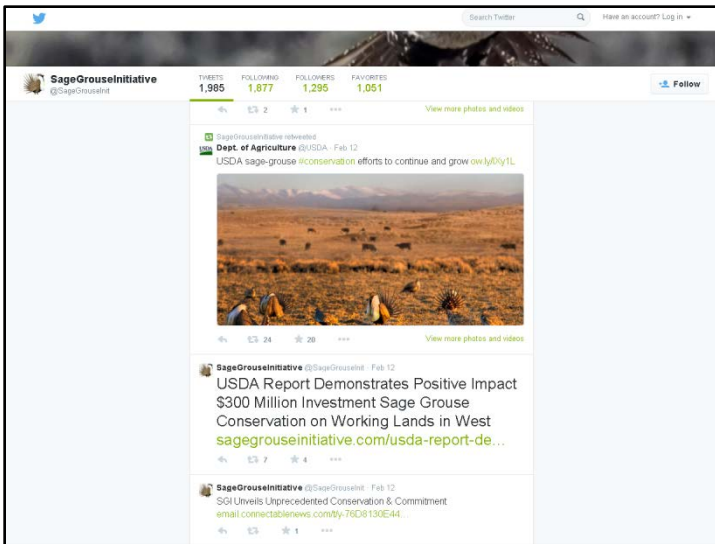 Search Twitter
Have an account? Log in
SageGrouseInitiative
@SageGrouseInit
TWEETS FOLLOWING FOLLOWERS FAVORITES
1,985 1,877 1,295 1,051
Follow
2 1 View more photos and videos
SageGrouseInitiative retweeted
USDA Dept. of Agriculture @USDA · Feb 12
USDA sage-grouse #conservation efforts to continue and grow
24 20 View more photos and videos
SageGrouseInitiative @SageGrouseInit · Feb 12
USDA Report Demonstrates Positive Impact
$300 Million Investment Sage Grouse
Conservation on Working Lands in West
sagegrouseinitiative.com/usda-report-de...
7 4
SageGrouseInitiative @SageGrouseInit · Feb 12
SGI Unveils Unprecedented Conservation & Commitment
email.connectablenews.com/t/y-76D8130E44...
1